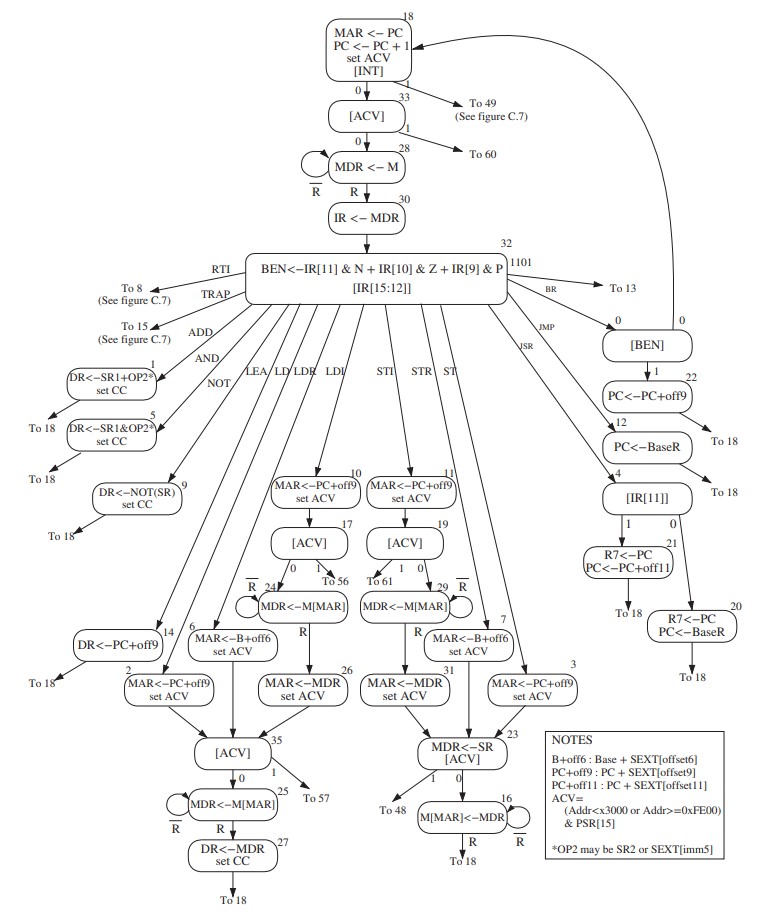 18
MAR <- PC
PC <- PC + 1
set ACV
[INT]
0
1
To 49
(See figure C.7)
33
[ACV]
0
1
To 60
28
MDR <- M
R
R
30
IR <- MDR
32
BEN<-IR[11] & N + IR[10] & Z + IR[9] & P
[IR[15:12]]
1101
To 13
RTI
To 8
(See figure C.7)
TRAP
To 15
(See figure C.7)
ADD
AND
NOT
LEA
LD
LDR
LDI
STI
STR
ST
JSR
JMP
BR
0
0
[BEN]
1
22
PC<-PC+off9
To 18
12
PC<-BaseR
To 18
4
[IR[11]]
1
0
21
R7<-PC
PC<-PC+off11
To 18
20
R7<-PC
PC<-BaseR
To 18
1
DR<-SR1+OP2*
set CC
To 18
5
DR<-SR1&OP2*
set CC
To 18
9
DR<-NOT(SR)
set CC
To 18
10
MAR<-PC+off9
set ACV
11
MAR<-PC+off9
set ACV
17
[ACV]
0
1
To 56
19
[ACV]
1
0
To 61
24
MDR<-M[MAR]
R
R
29
MDR<-M[MAR]
R
R
14
DR<-PC+off9
To 18
6
MAR<-B+off6
set ACV
7
MAR<-B+off6
set ACV
2
MAR<-PC+off9
set ACV
26
MAR<-MDR
set ACV
31
MAR<-MDR
set ACV
3
MAR<-PC+off9
set ACV
35
[ACV]
0
1
To 57
23
MDR<-SR
[ACV]
1
0
To 48
25
MDR<-M[MAR]
R
R
27
DR<-MDR
set CC
To 18
16
M[MAR]<-MDR
R
R
To 18
NOTES
B+off6 : Base + SEXT[offset6]
PC+off9 : PC + SEXT[offset9]
PC+off11 : PC + SEXT[offset11]
ACV=
(Addr<x3000 or Addr>=0xFE00)
& PSR[15]
*OP2 may be SR2 or SEXT[imm5]